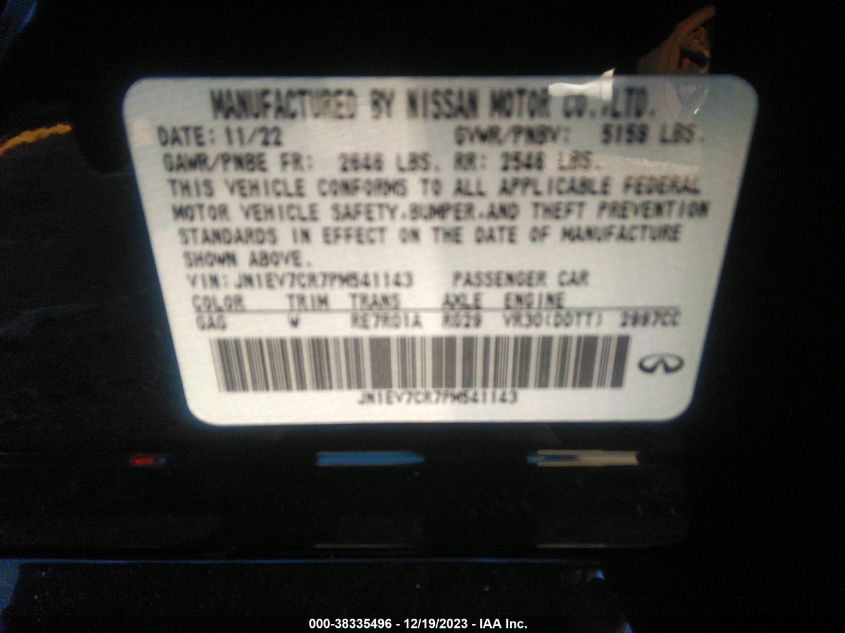 MANUFACTURED BY NISSAN MOTOR CO.,LTD.
DATE: 11/22 GVWR/PNBV: 5158 LBS.
GAWR/PNBE FR: 2646 LBS. RR: 2546 LBS.
THIS VEHICLE CONFORMS TO ALL APPLICABLE FEDERAL
MOTOR VEHICLE SAFETY,BUMPER,AND THEFT PREVENTION
STANDARDS IN EFFECT ON THE DATE OF MANUFACTURE
SHOWN ABOVE.
VIN: JN1EV7CR7PM541143 PASSENGER CAR
COLOR TRIM TRANS AXLE ENGINE
GAG W RE7R01A R029 VR30(DDTT) 2997CC
JN1EV7CR7PM541143
000-38335496 - 12/19/2023 - IAA Inc.